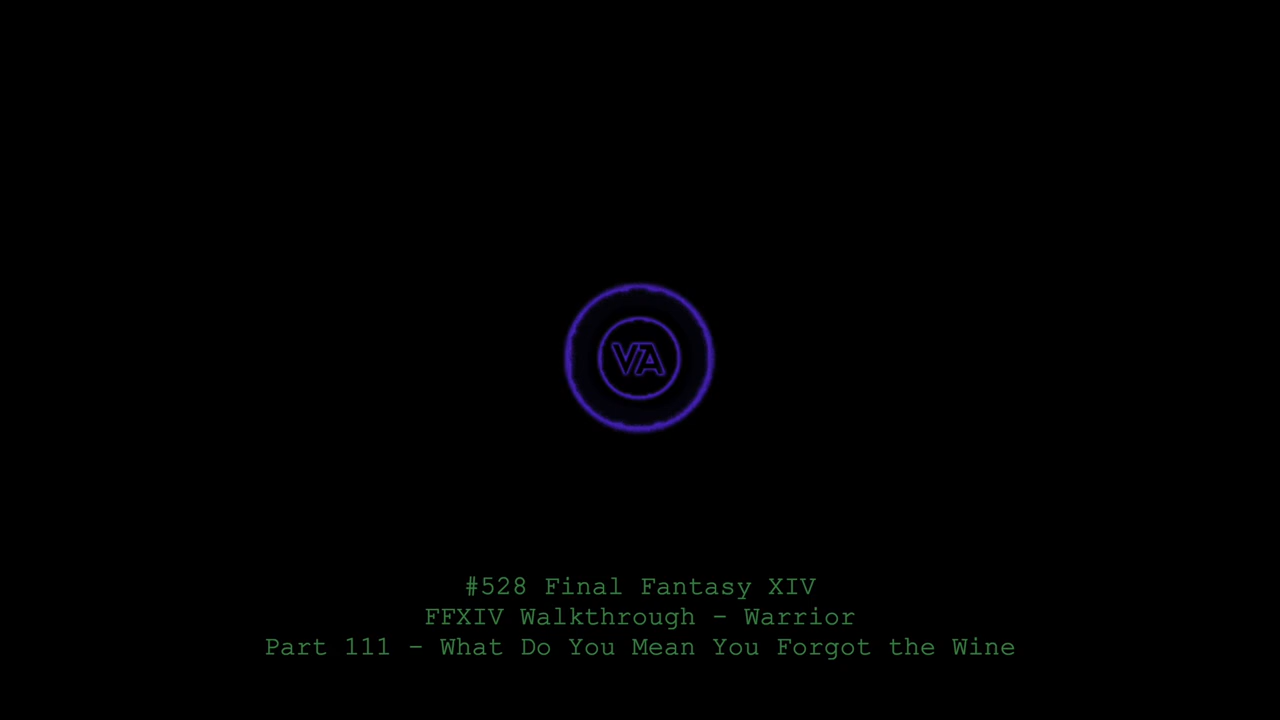 VA
#528 Final Fantasy XIV
FFXIV Walkthrough - Warrior
Part 111 - What Do You Mean You Forgot the Wine